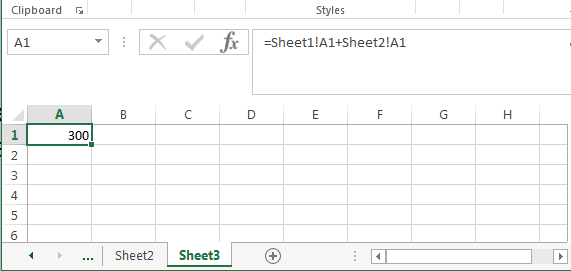 Clipboard Styles
A1 fx =Sheet1!A1+Sheet2!A1
A B C D E F G H
1 300
2
3
4
5
6
... Sheet2 Sheet3